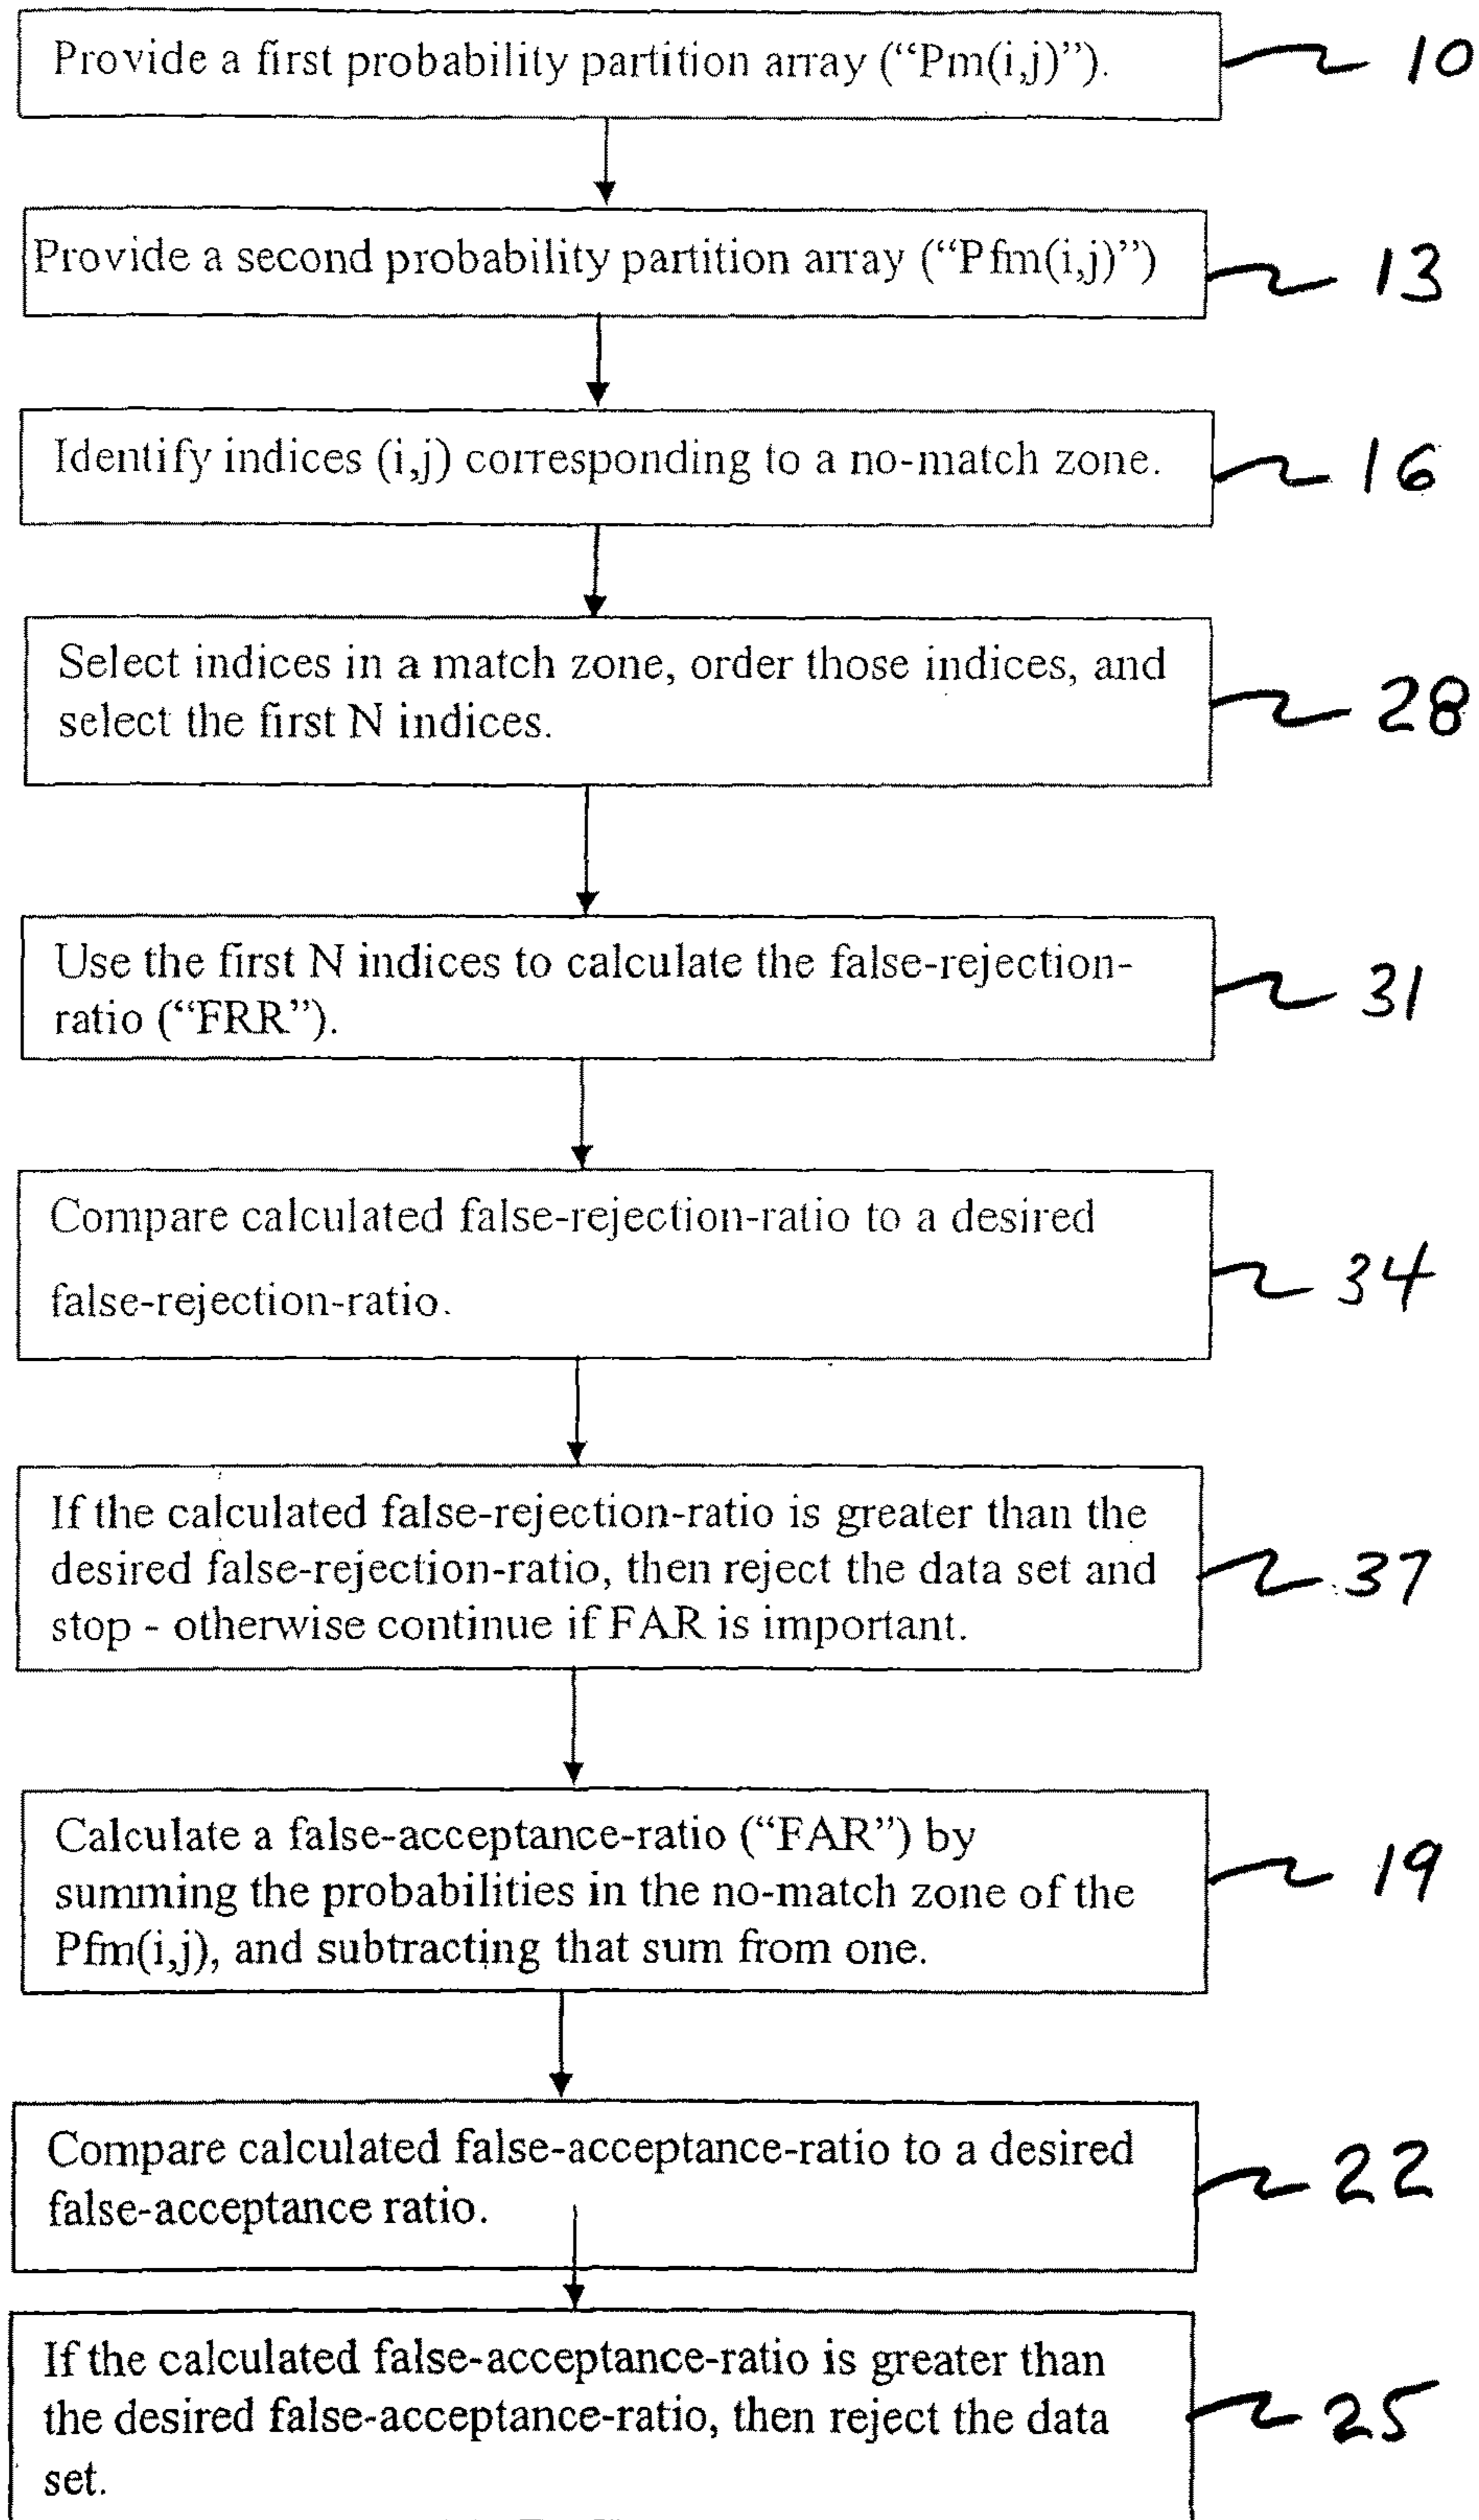 Provide a first probability partition array (“Pm(i,j)”).
10
Provide a second probability partition array (“Pfm(i,j)”)
13
Identify indices (i,j) corresponding to a no-match zone.
16
Select indices in a match zone, order those indices, and
select the first N indices.
28
Use the first N indices to calculate the false-rejection-
ratio (“FRR”).
31
Compare calculated false-rejection-ratio to a desired
false-rejection-ratio.
34
If the calculated false-rejection-ratio is greater than the
desired false-rejection-ratio, then reject the data set and
stop - otherwise continue if FAR is important.
37
Calculate a false-acceptance-ratio (“FAR”) by
summing the probabilities in the no-match zone of the
Pfm(i,j), and subtracting that sum from one.
19
Compare calculated false-acceptance-ratio to a desired
false-acceptance ratio.
22
If the calculated false-acceptance-ratio is greater than
the desired false-acceptance-ratio, then reject the data
set.
25